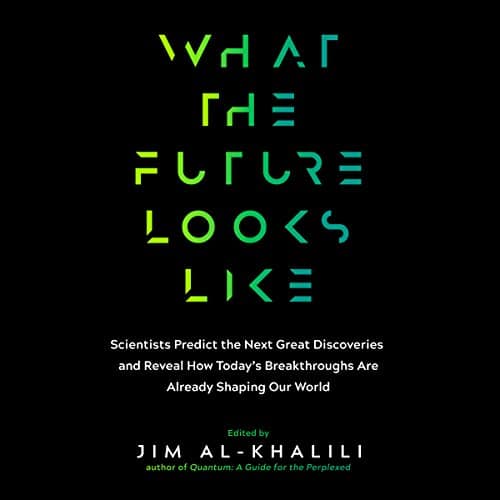 WHAT
THE
FUTURE
LOOKS
LIKE
Scientists Predict the Next Great Discoveries
and Reveal How Today's Breakthroughs Are
Already Shaping Our World
Edited by
JIM AL-KHALILI
author of Quantum: A Guide for the Perplexed